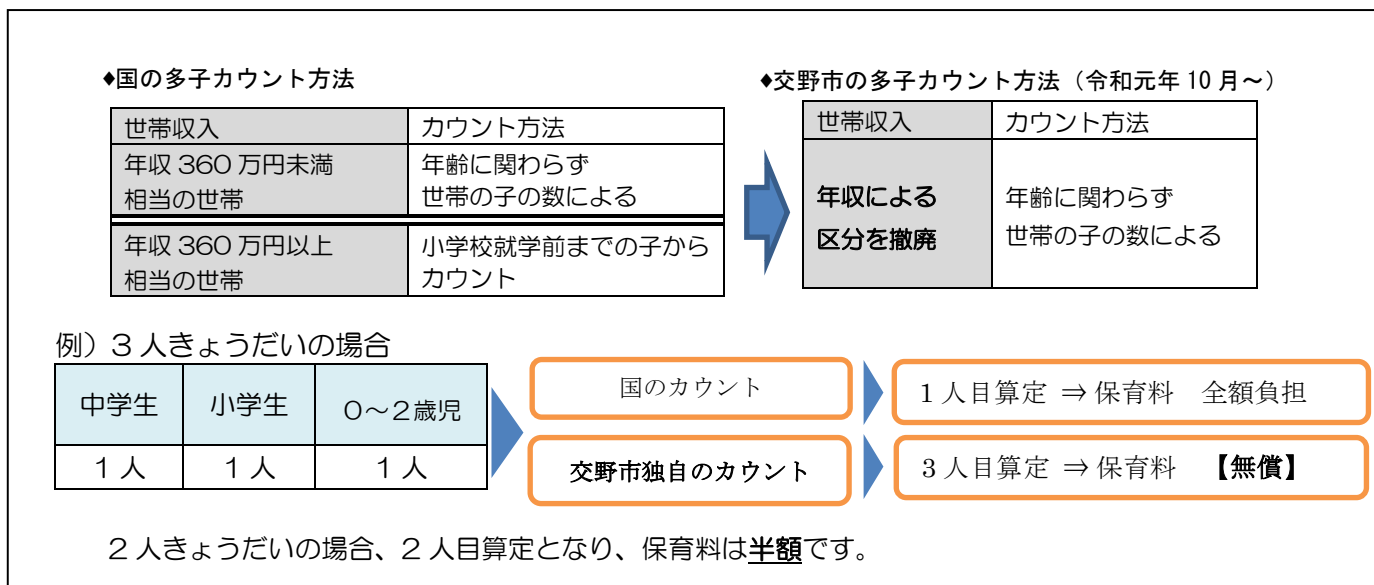 ♦国の多子カウント方法
世帯収入 カウント方法
年収360万円未満 年齢に関わらず
相当の世帯 世帯の子の数による
年収360万円以上 小学校就学前までの子から
相当の世帯 カウント
♦交野市の多子カウント方法（令和元年10月～）
世帯収入 カウント方法
年収による 年齢に関わらず
区分を撤廃 世帯の子の数による
例）3人きょうだいの場合
中学生 小学生 0～2歳児
1人 1人 1人
国のカウント
1人目算定 ⇒ 保育料 全額負担
交野市独自のカウント
3人目算定 ⇒ 保育料 【無償】
2人きょうだいの場合、2人目算定となり、保育料は半額です。